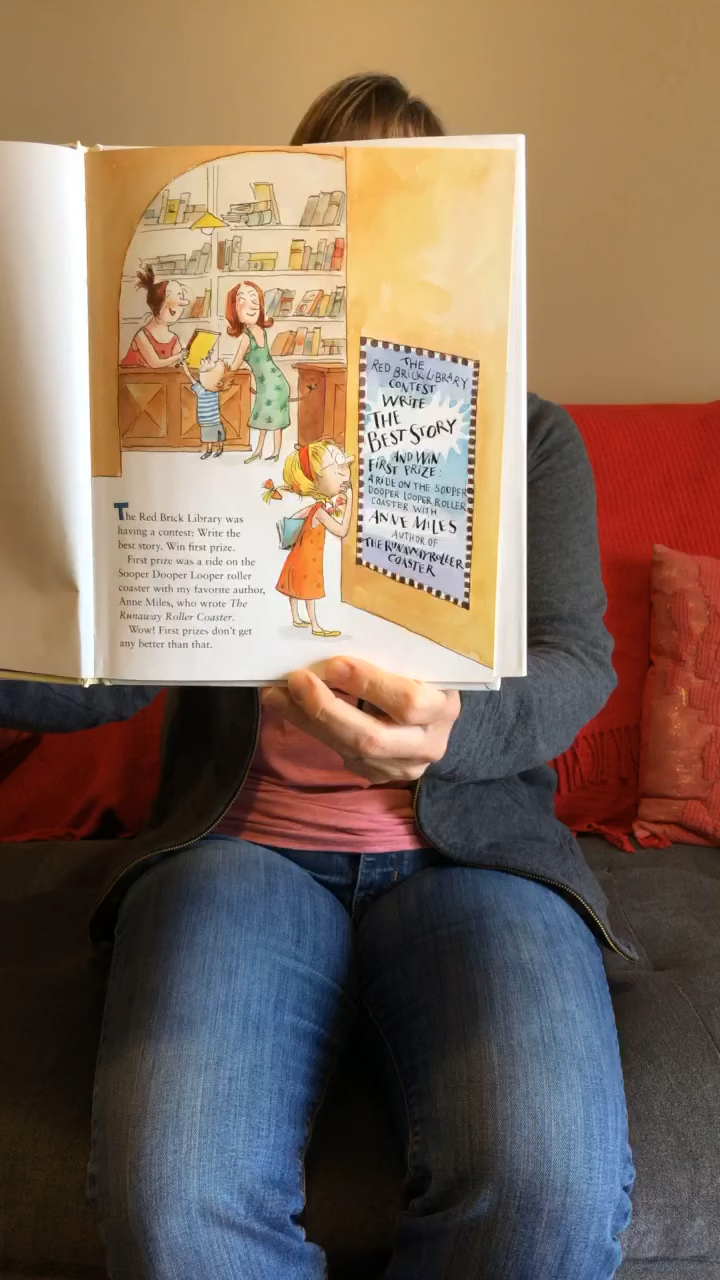 The Red Brick Library was
having a contest: Write the
best story. Win first prize.
First prize was a ride on the
Sooper Dooper Looper roller
coaster with my favorite author,
Anne Miles, who wrote The
Runaway Roller Coaster.
Wow! First prizes don't get
any better than that.
THE
RED BRICK LIBRARY
CONTEST
WRITE
THE
BEST STORY
AND WIN
FIRST PRIZE:
A RIDE ON THE SOOPER
DOOPER LOOPER ROLLER
COASTER WITH
ANNE MILES
AUTHOR OF
THE RUNAWAY ROLLER
COASTER